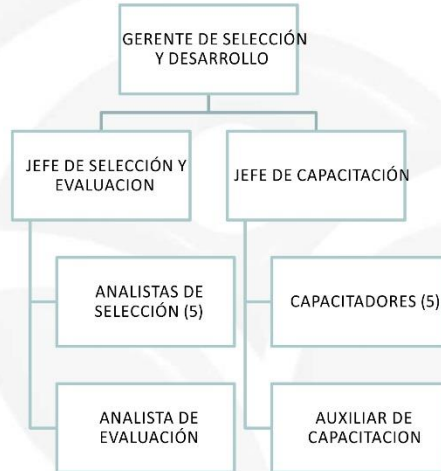 GERENTE DE SELECCIÓN
Y DESARROLLO
JEFE DE SELECCIÓN Y
EVALUACION
JEFE DE CAPACITACIÓN
ANALISTAS DE
SELECCIÓN (5)
CAPACITADORES (5)
ANALISTA DE
EVALUACIÓN
AUXILIAR DE
CAPACITACION